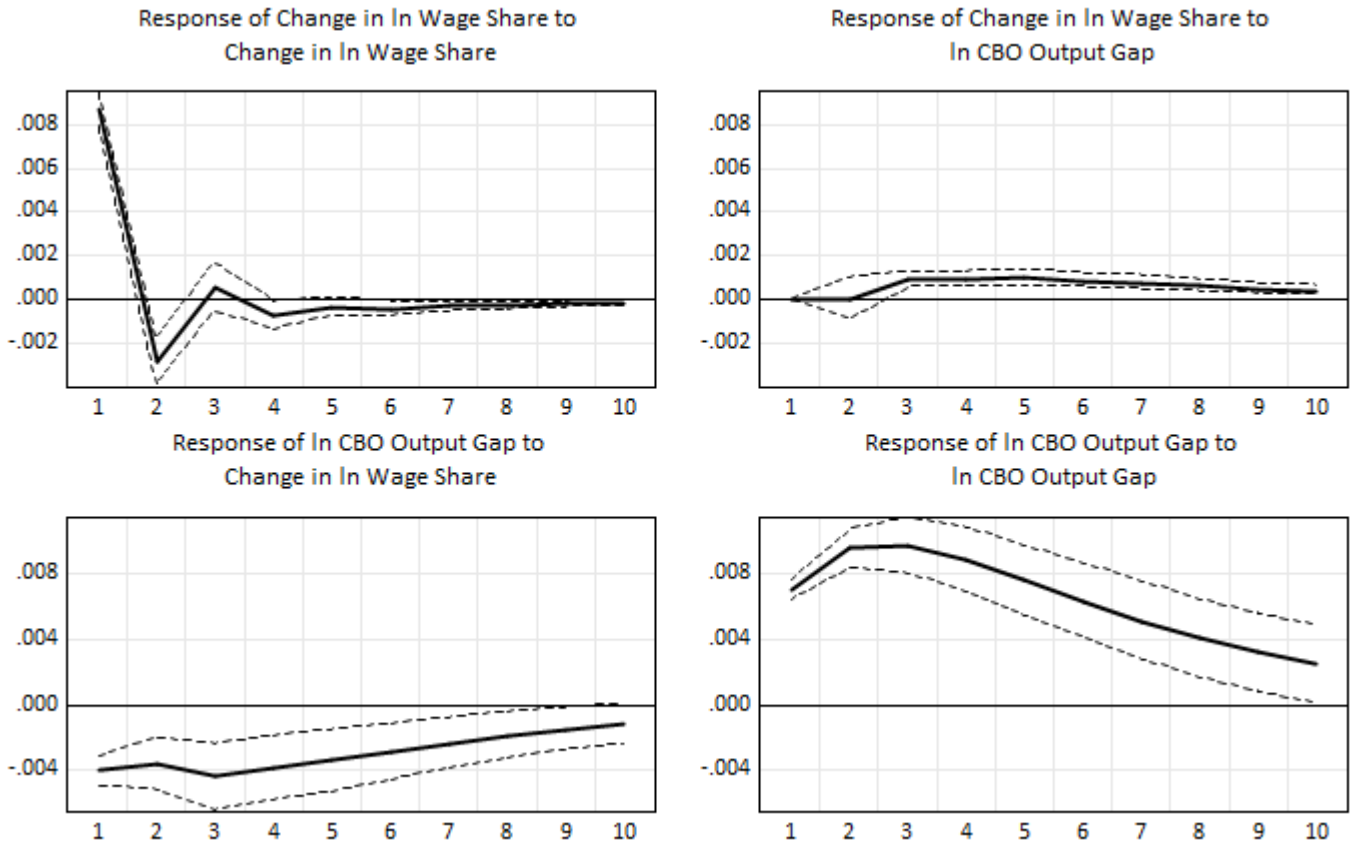 Response of Change in ln Wage Share to
Change in ln Wage Share
Response of Change in ln Wage Share to
ln CBO Output Gap
.008
.006
.004
.002
.000
-.002
1 2 3 4 5 6 7 8 9 10
.008
.006
.004
.002
.000
-.002
1 2 3 4 5 6 7 8 9 10
Response of ln CBO Output Gap to
Change in ln Wage Share
Response of ln CBO Output Gap to
ln CBO Output Gap
.008
.004
.000
-.004
1 2 3 4 5 6 7 8 9 10
.008
.004
.000
-.004
1 2 3 4 5 6 7 8 9 10